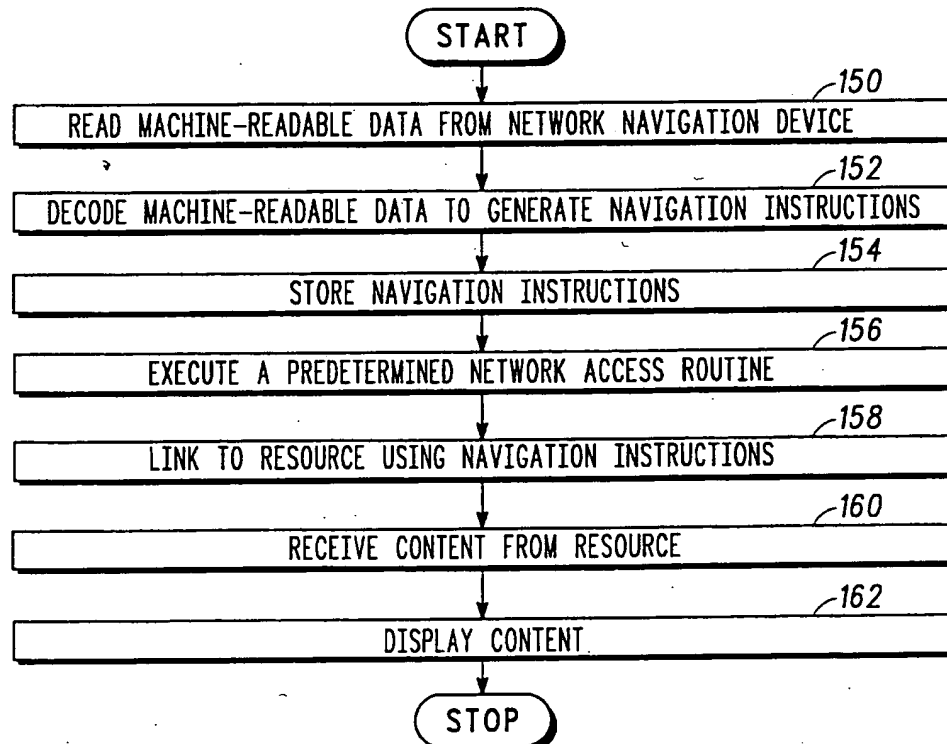 START
150
READ MACHINE-READABLE DATA FROM NETWORK NAVIGATION DEVICE
152
DECODE MACHINE-READABLE DATA TO GENERATE NAVIGATION INSTRUCTIONS
154
STORE NAVIGATION INSTRUCTIONS
156
EXECUTE A PREDETERMINED NETWORK ACCESS ROUTINE
158
LINK TO RESOURCE USING NAVIGATION INSTRUCTIONS
160
RECEIVE CONTENT FROM RESOURCE
162
DISPLAY CONTENT
STOP